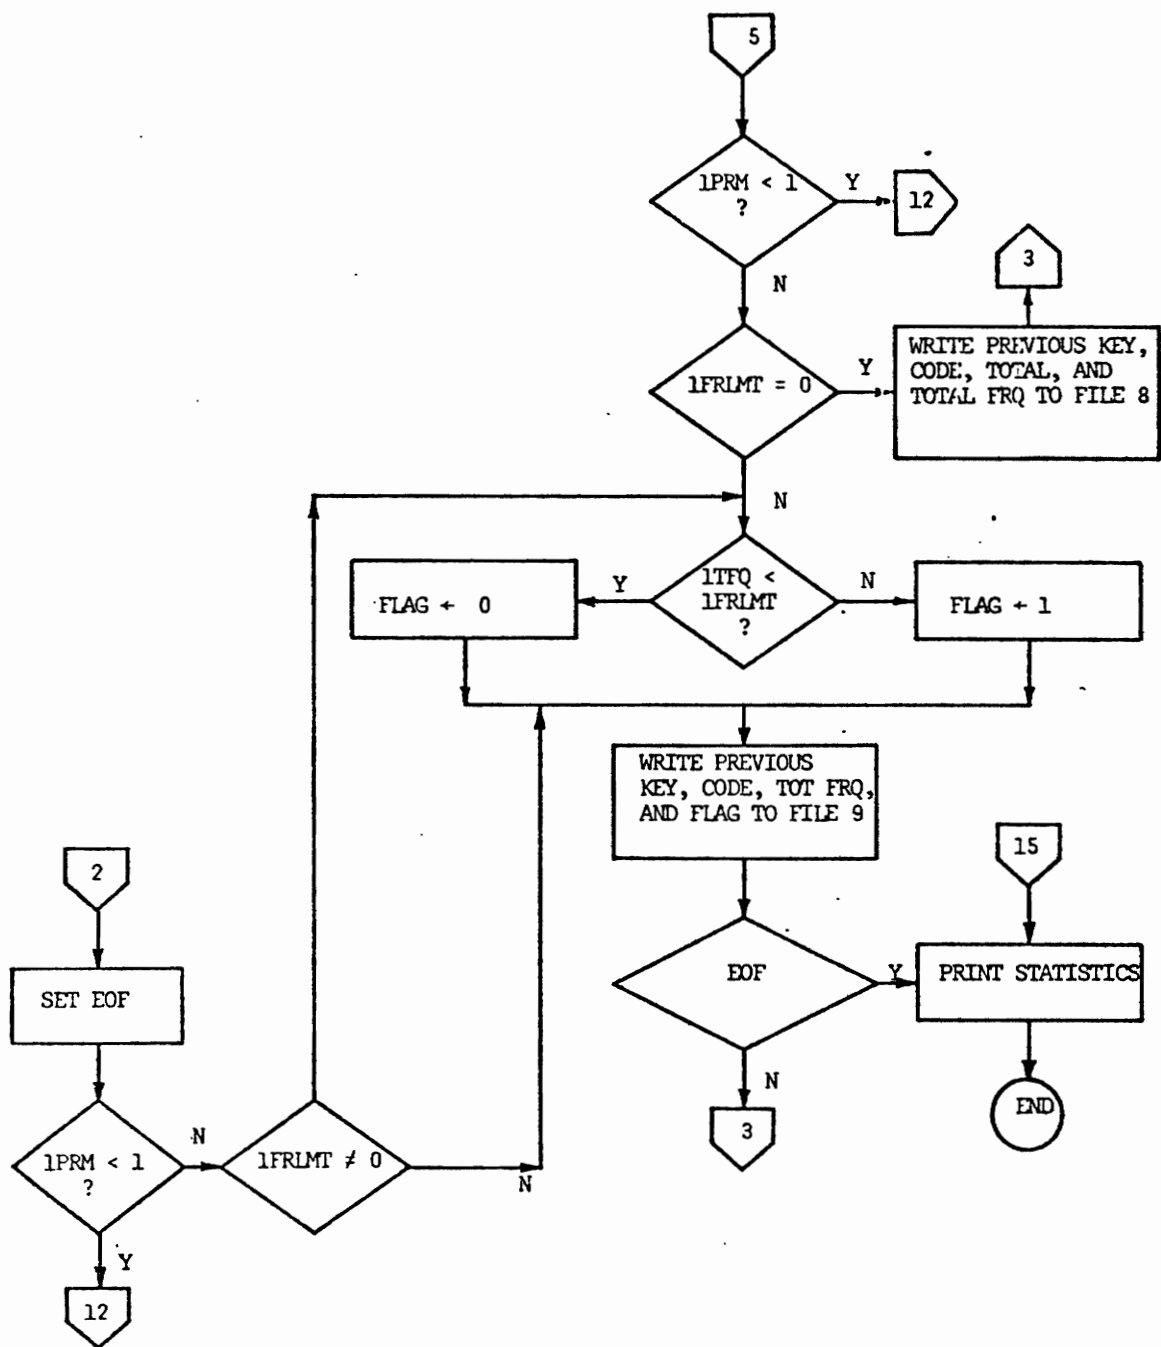 5
1PRM < 1
?
Y
12
N
3
1FRLMT = 0
Y
WRITE PREVIOUS KEY,
CODE, TOTAL, AND
TOTAL FRQ TO FILE 8
N
1TFQ <
1FRLMT
?
Y
N
FLAG ← 0
FLAG ← 1
WRITE PREVIOUS
KEY, CODE, TOT FRQ,
AND FLAG TO FILE 9
15
2
EOF
Y
PRINT STATISTICS
SET EOF
N
3
END
1PRM < 1
?
N
1FRLMT ≠ 0
N
Y
12